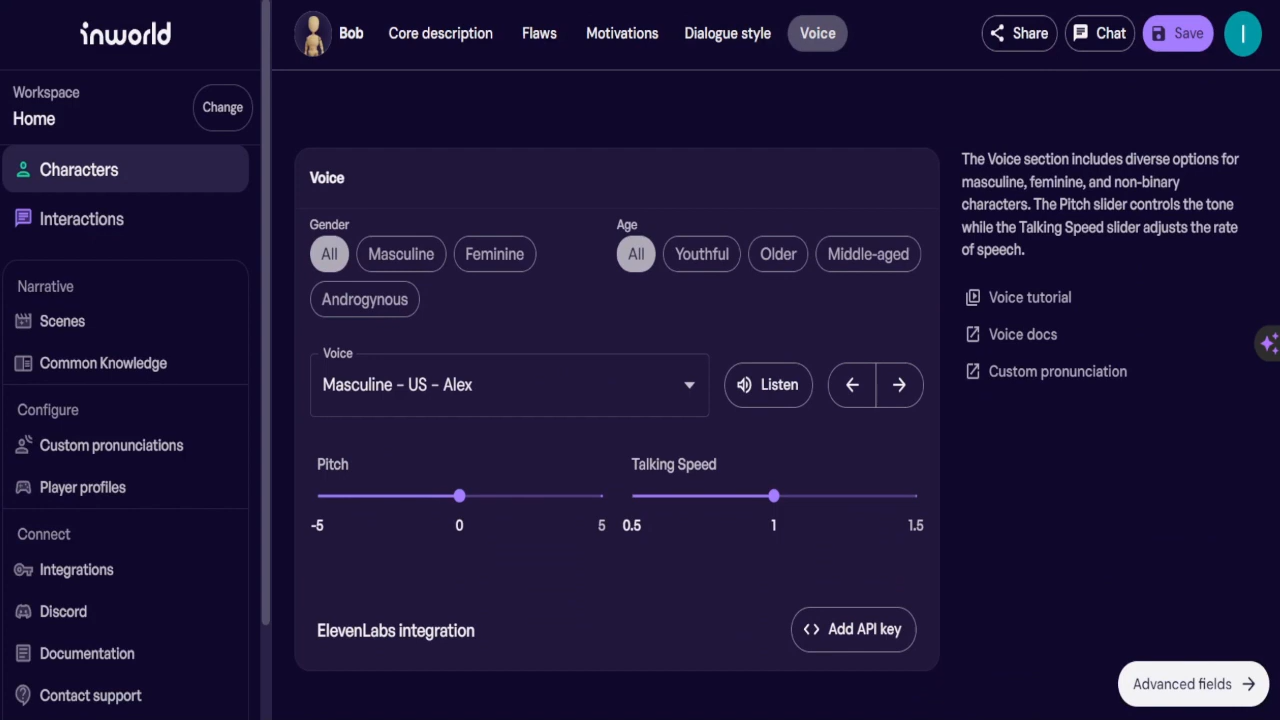 inworld
Workspace
Home
Change
Characters
Interactions
Narrative
Scenes
Common Knowledge
Configure
Custom pronunciations
Player profiles
Connect
Integrations
Discord
Documentation
Contact support
Bob
Core description
Flaws
Motivations
Dialogue style
Voice
Share
Chat
Save
I
Voice
Gender
All
Masculine
Feminine
Androgynous
Age
All
Youthful
Older
Middle-aged
Voice
Masculine - US - Alex
Listen
Pitch
-5
0
5
Talking Speed
0.5
1
1.5
ElevenLabs integration
Add API key
The Voice section includes diverse options for
masculine, feminine, and non-binary
characters. The Pitch slider controls the tone
while the Talking Speed slider adjusts the rate
of speech.
Voice tutorial
Voice docs
Custom pronunciation
Advanced fields